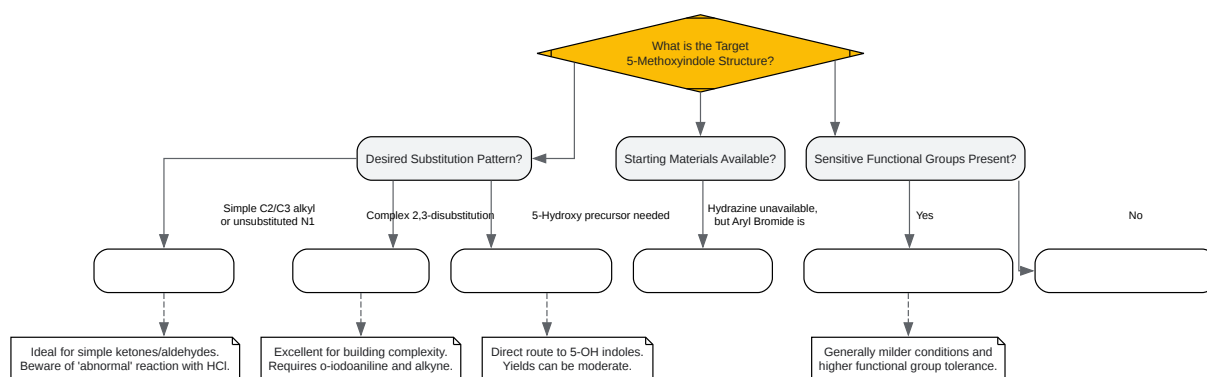 What is the Target
5-Methoxyindole Structure?
Desired Substitution Pattern?
Starting Materials Available?
Sensitive Functional Groups Present?
Simple C2/C3 alkyl
or unsubstituted N1
Complex 2,3-disubstitution
5-Hydroxy precursor needed
Hydrazine unavailable,
but Aryl Bromide is
Yes
No
Ideal for simple ketones/aldehydes.
Beware of 'abnormal' reaction with HCl.
Excellent for building complexity.
Requires o-iodoaniline and alkyne.
Direct route to 5-OH indoles.
Yields can be moderate.
Generally milder conditions and
higher functional group tolerance.